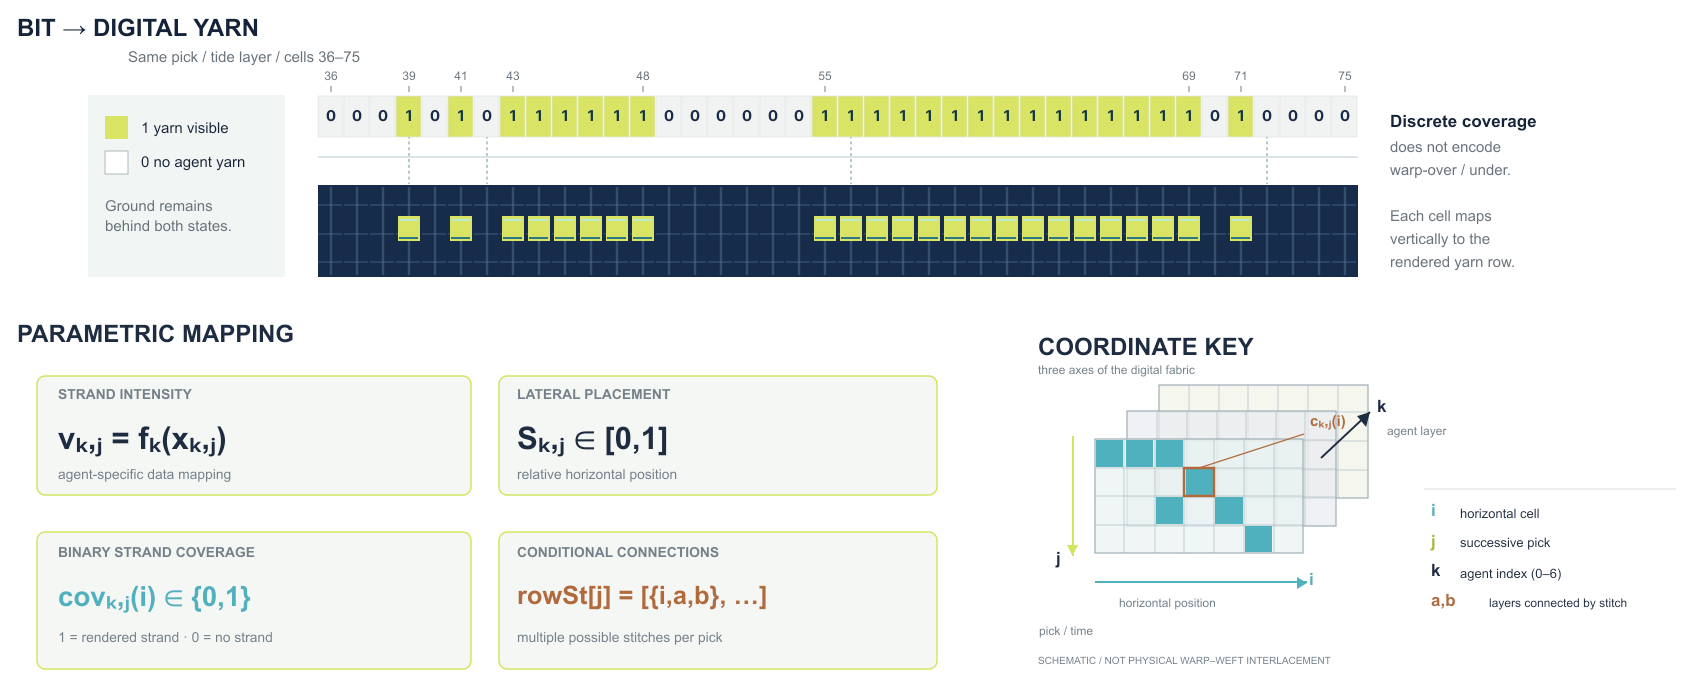 BIT → DIGITAL YARN
Same pick / tide layer / cells 36–75
36 39 41 43 48 55 69 71 75
0 0 0 1 0 1 0 1 1 1 1 1 1 0 0 0 0 0 0 1 1 1 1 1 1 1 1 1 1 1 1 1 1 1 0 1 0 0 0 0
1 yarn visible
0 no agent yarn
Ground remains
behind both states.
Discrete coverage
does not encode
warp-over / under.
Each cell maps
vertically to the
rendered yarn row.
PARAMETRIC MAPPING
STRAND INTENSITY
vₖ,ⱼ = fₖ(xₖ,ⱼ)
agent-specific data mapping
LATERAL PLACEMENT
Sₖ,ⱼ ∈ [0,1]
relative horizontal position
BINARY STRAND COVERAGE
covₖ,ⱼ(i) ∈ {0,1}
1 = rendered strand · 0 = no strand
CONDITIONAL CONNECTIONS
rowSt[j] = [{i,a,b}, …]
multiple possible stitches per pick
COORDINATE KEY
three axes of the digital fabric
k
cₖ,ⱼ(i)
agent layer
j
i
horizontal position
pick / time
SCHEMATIC / NOT PHYSICAL WARP–WEFT INTERLACEMENT
i horizontal cell
j successive pick
k agent index (0–6)
a,b layers connected by stitch